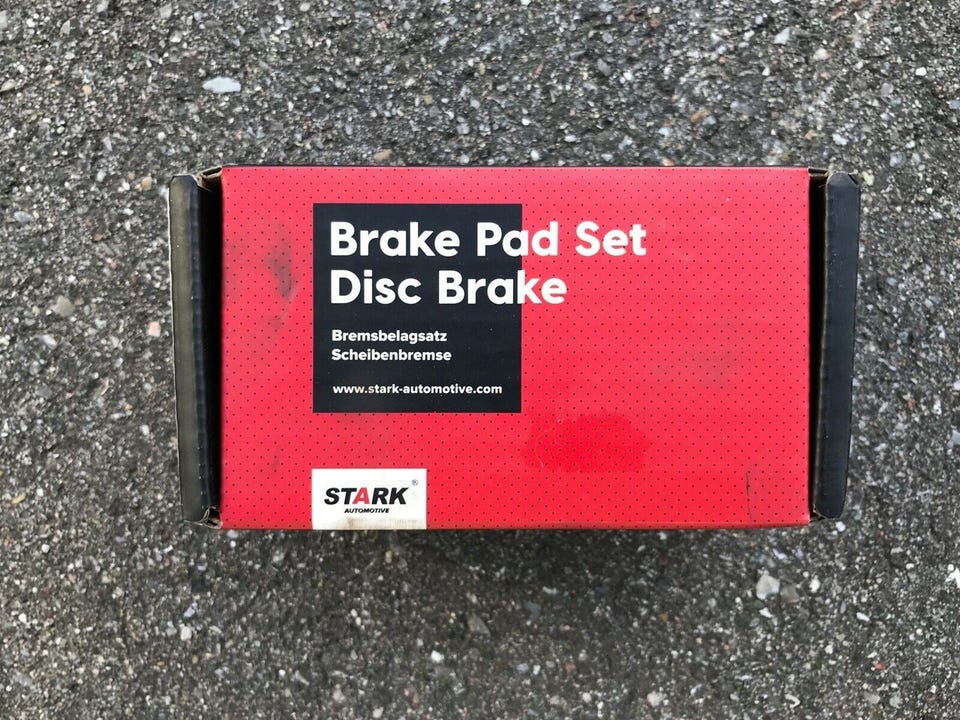 Brake Pad Set
Disc Brake
Bremsbelagsatz
Scheibenbremse
www.stark-automotive.com
STARK®
AUTOMOTIVE